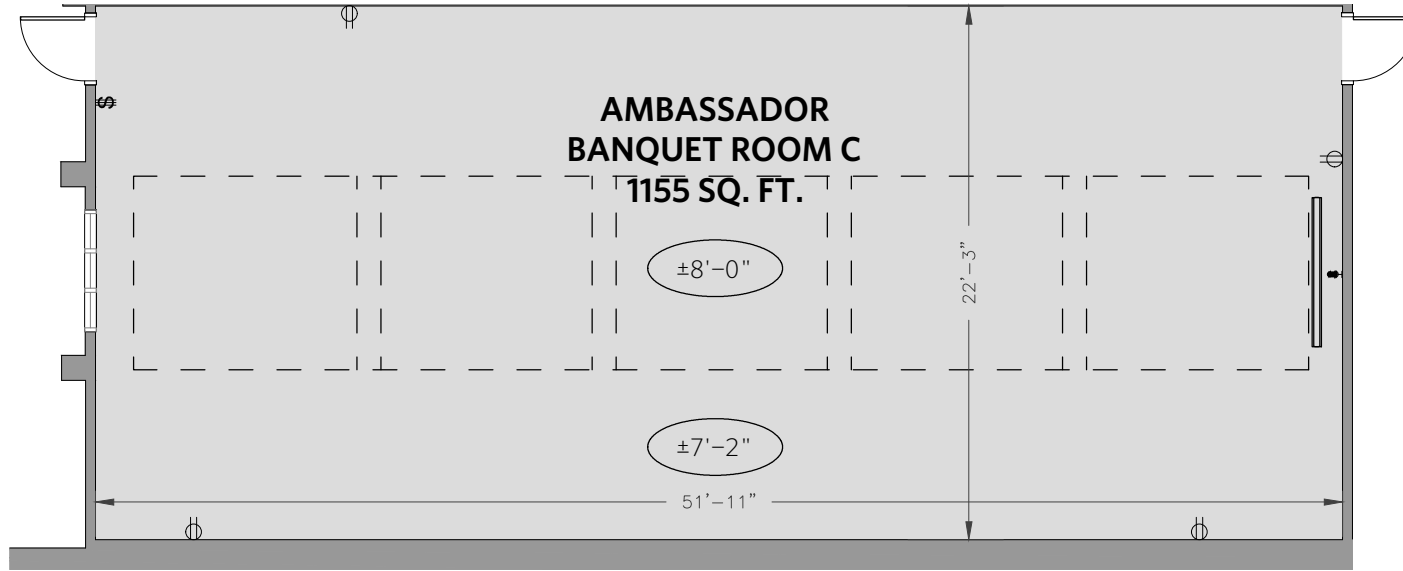 AMBASSADOR
BANQUET ROOM C
1155 SQ. FT.
$
±8'-0"
22'-3"
±7'-2"
51'-11"